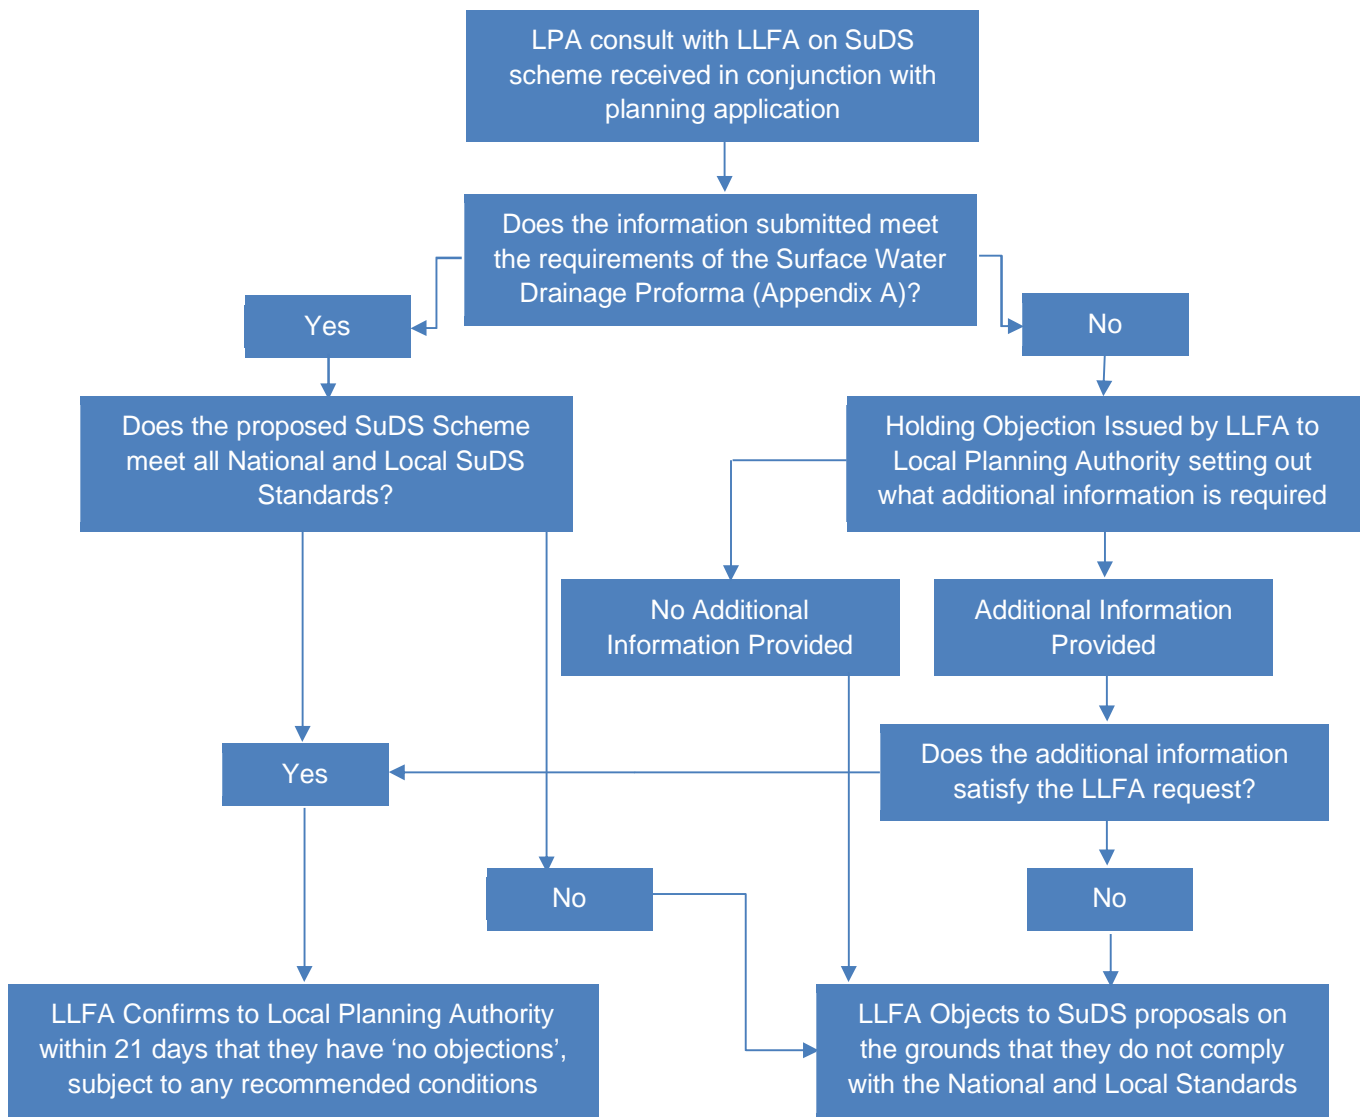 LPA consult with LLFA on SuDS
scheme received in conjunction with
planning application
Does the information submitted meet
the requirements of the Surface Water
Drainage Proforma (Appendix A)?
Yes
No
Does the proposed SuDS Scheme
meet all National and Local SuDS
Standards?
Holding Objection Issued by LLFA to
Local Planning Authority setting out
what additional information is required
No Additional
Information Provided
Additional Information
Provided
Does the additional information
satisfy the LLFA request?
Yes
No
No
LLFA Confirms to Local Planning Authority
within 21 days that they have ‘no objections’,
subject to any recommended conditions
LLFA Objects to SuDS proposals on
the grounds that they do not comply
with the National and Local Standards